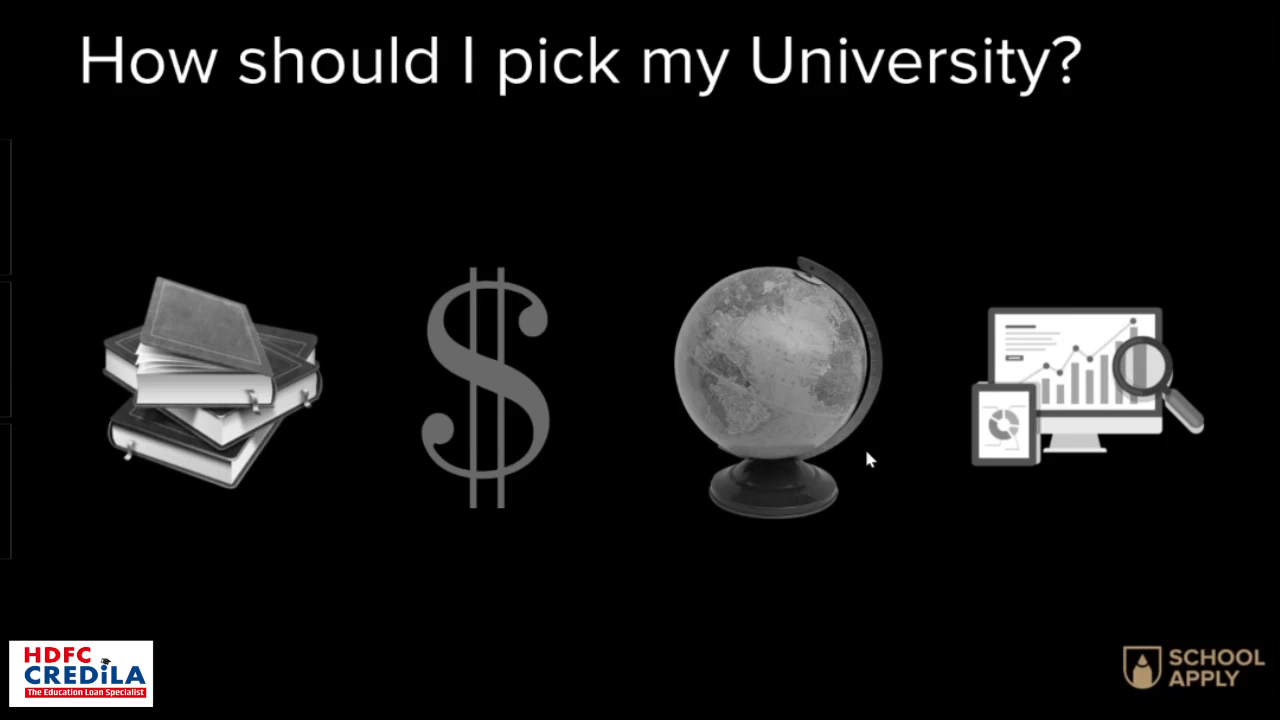 How should I pick my University?
$
HDFC
CREDiLA
The Education Loan Specialist
SCHOOL
APPLY